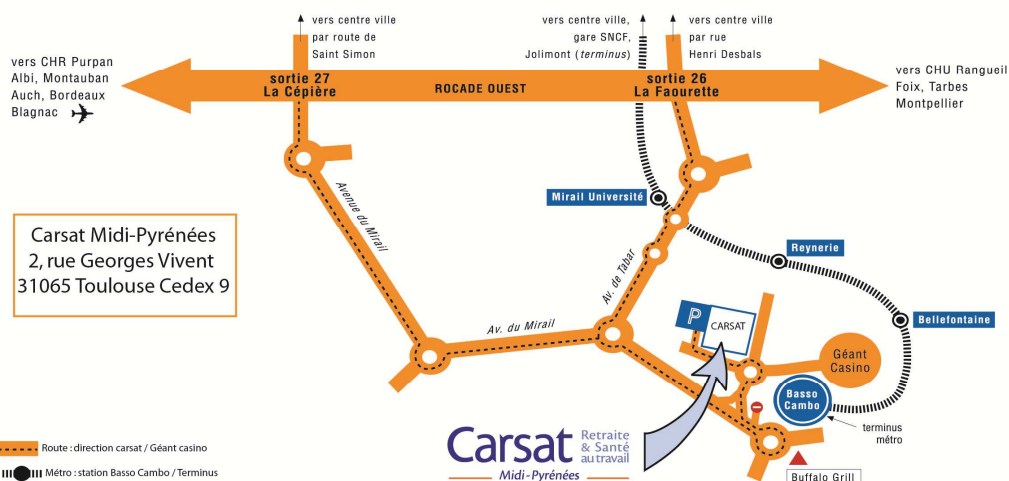 vers centre ville
par route de
Saint Simon
vers centre ville,
gare SNCF,
Jolimont (terminus)
vers centre ville
par rue
Henri Desbals
vers CHR Purpan
Albi, Montauban
Auch, Bordeaux
Blagnac
sortie 27
La Cépière
ROCADE OUEST
sortie 26
La Faourette
vers CHU Rangueil
Foix, Tarbes
Montpellier
Avenue du Mirail
Mirail Université
Carsat Midi-Pyrénées
2, rue Georges Vivent
31065 Toulouse Cedex 9
Reynerie
Av. de Tabar
Bellefontaine
P
CARSAT
Av. du Mirail
Géant
Casino
Basso
Cambo
terminus
métro
Carsat
Retraite
& Santé
au travail
Midi-Pyrénées
Route : direction carsat / Géant casino
Métro : station Basso Cambo / Terminus
Buffalo Grill